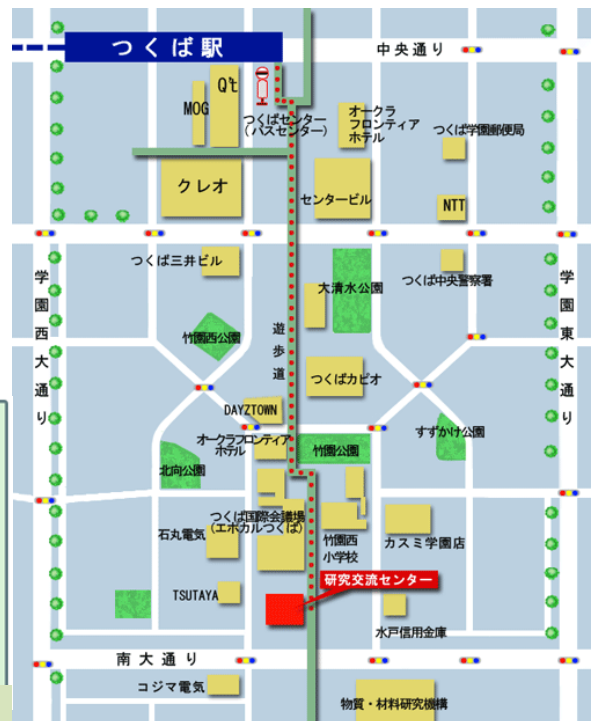 つくば駅
中央通り
Q't
MOG
つくばセンター
(バスセンター)
オークラ
フロンティア
ホテル
つくば学園郵便局
クレオ
センタービル
NTT
つくば三井ビル
大清水公園
つくば中央警察署
学園西大通り
学園東大通り
竹園西公園
遊歩道
つくばカピオ
DAYZTOWN
オークラフロンティア
ホテル
竹園公園
すずかけ公園
北向公園
つくば国際会議場
(エポカルつくば)
石丸電気
竹園西
小学校
カスミ学園店
研究交流センター
TSUTAYA
水戸信用金庫
南大通り
コジマ電気
物質・材料研究機構